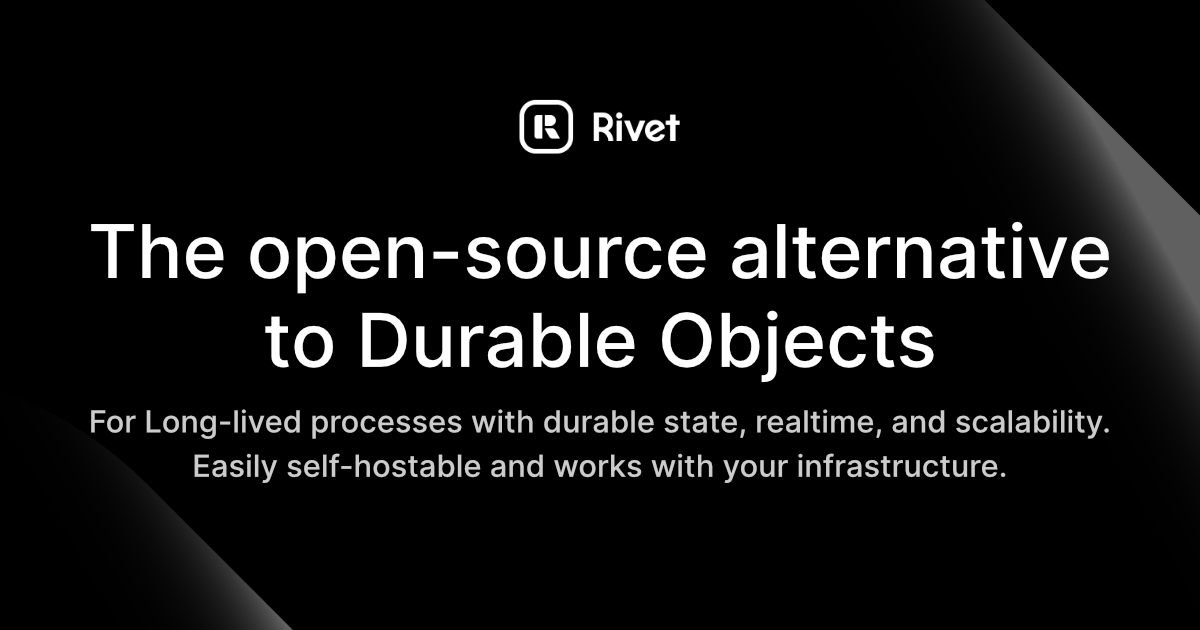 Rivet
The open-source alternative
to Durable Objects
For Long-lived processes with durable state, realtime, and scalability.
Easily self-hostable and works with your infrastructure.